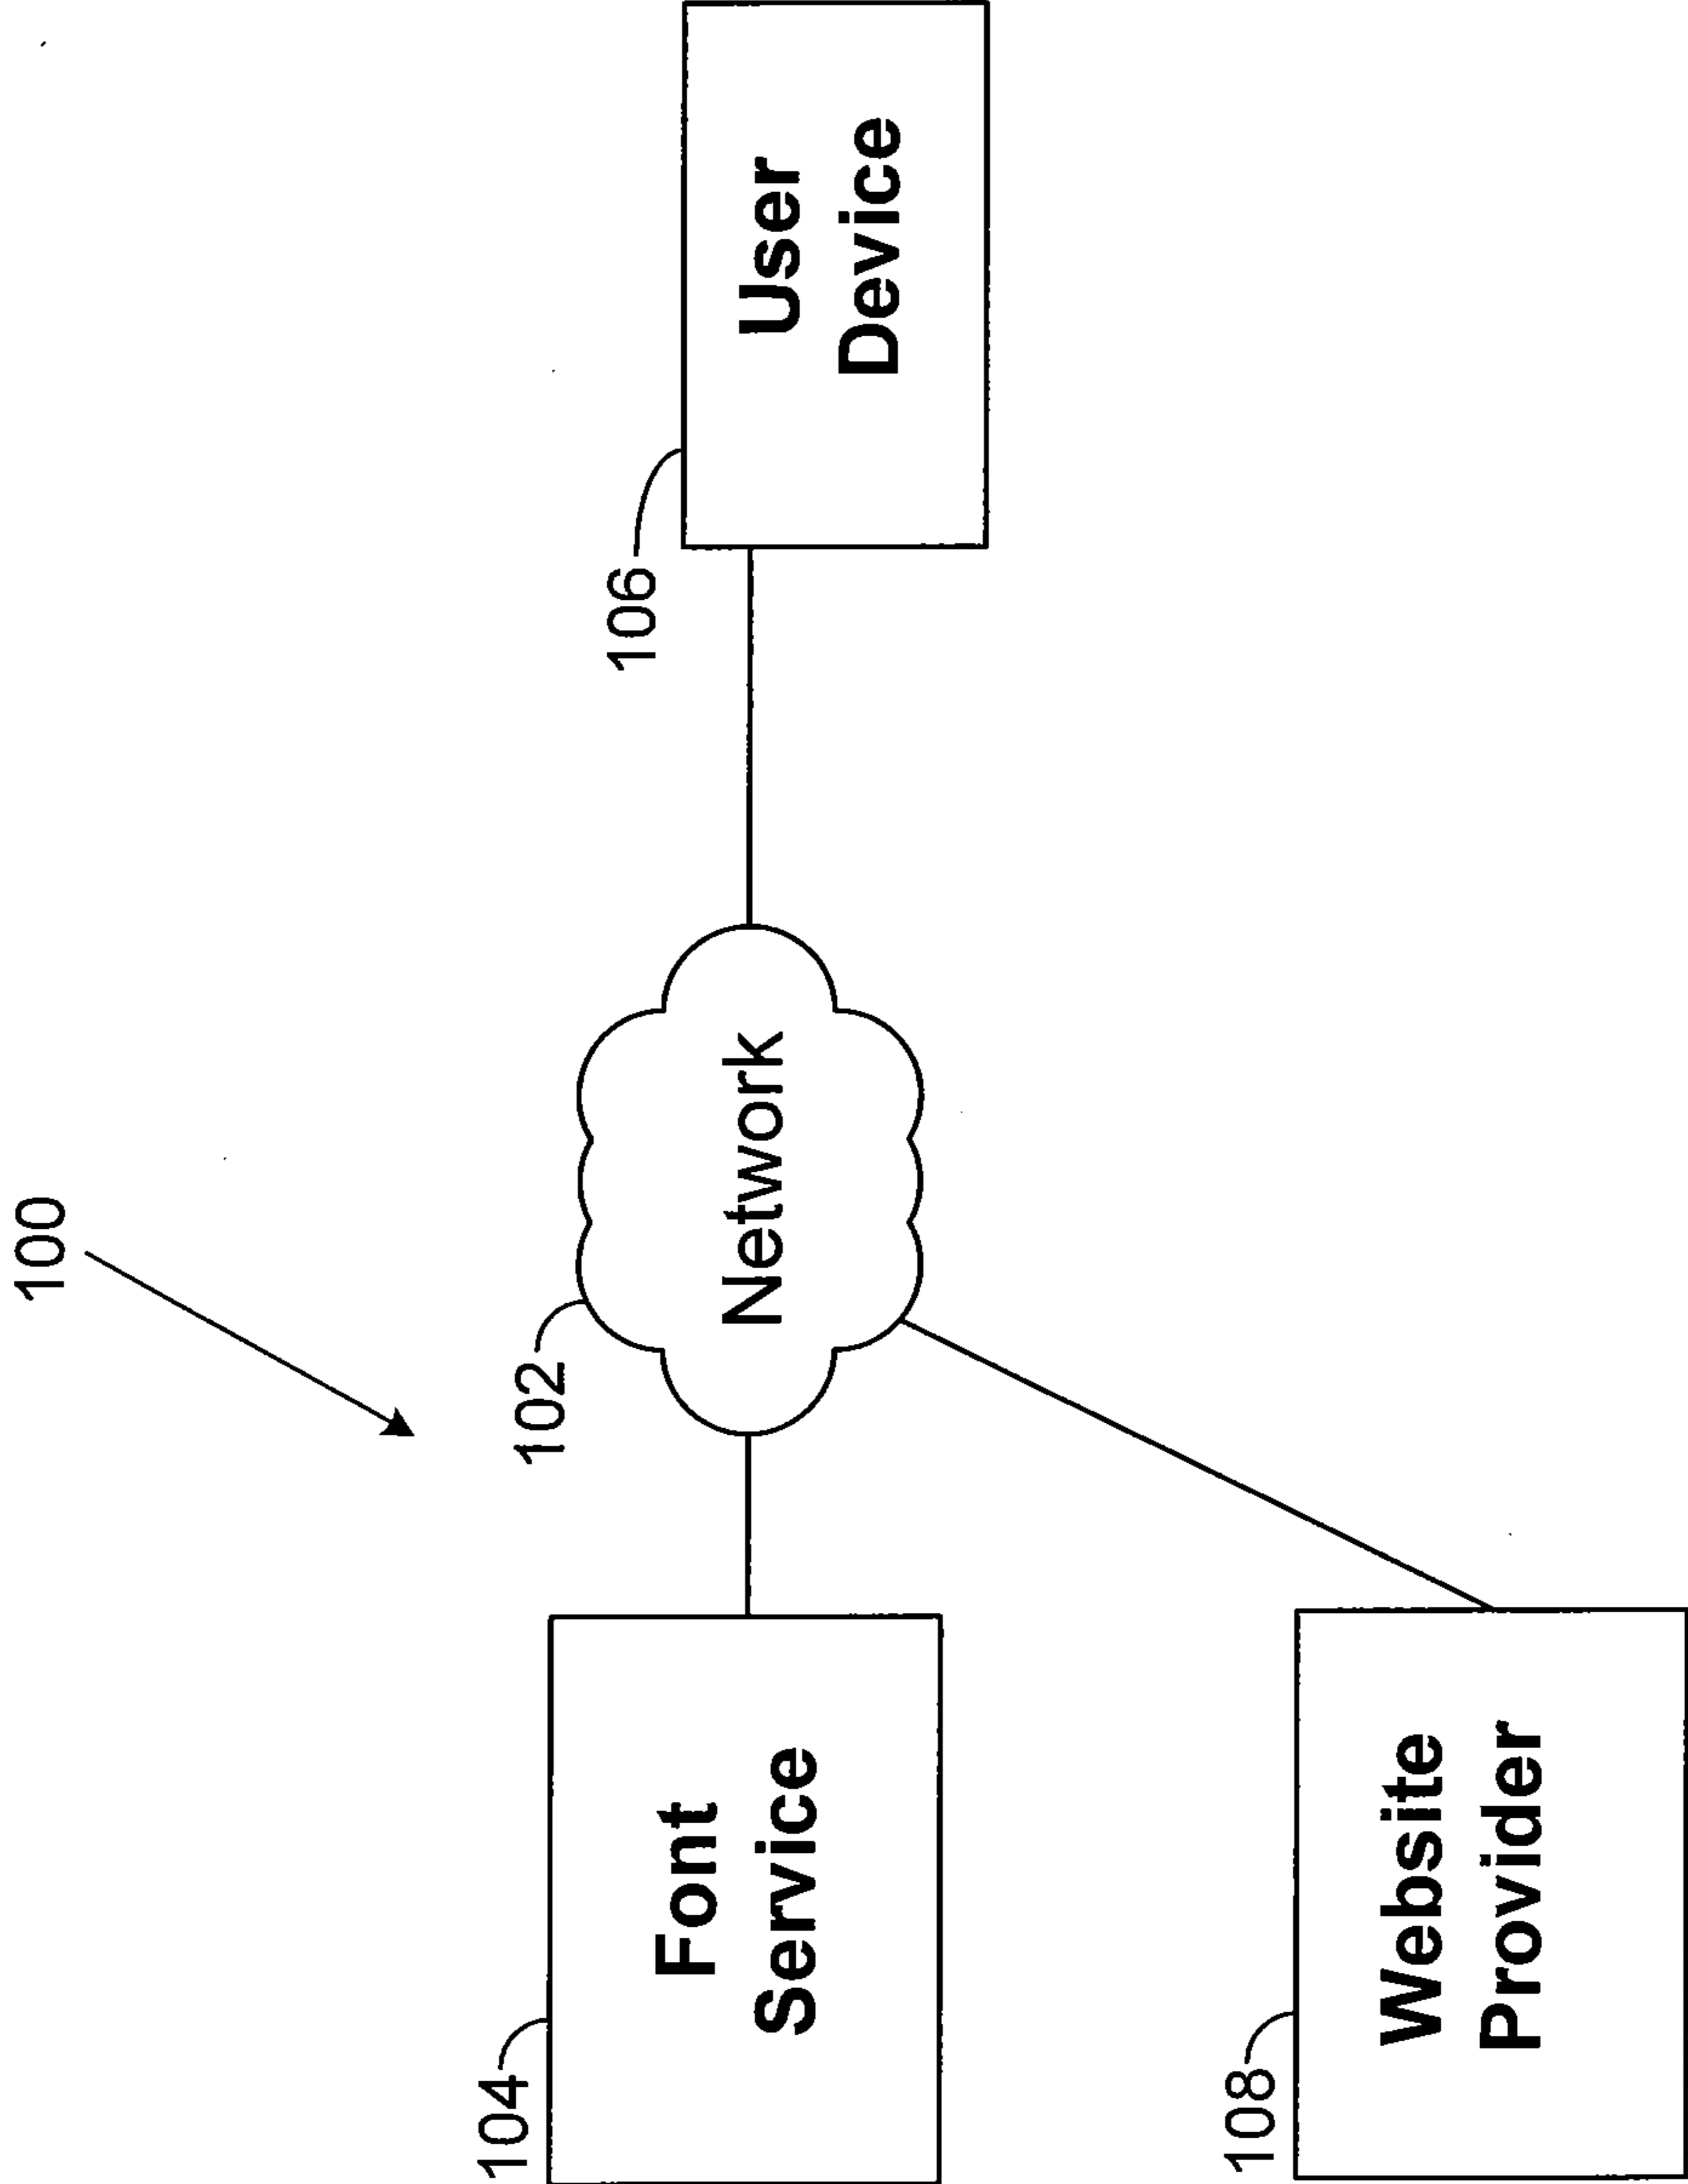 100
102
Network
104
Font
Service
106
User
Device
108
Website
Provider